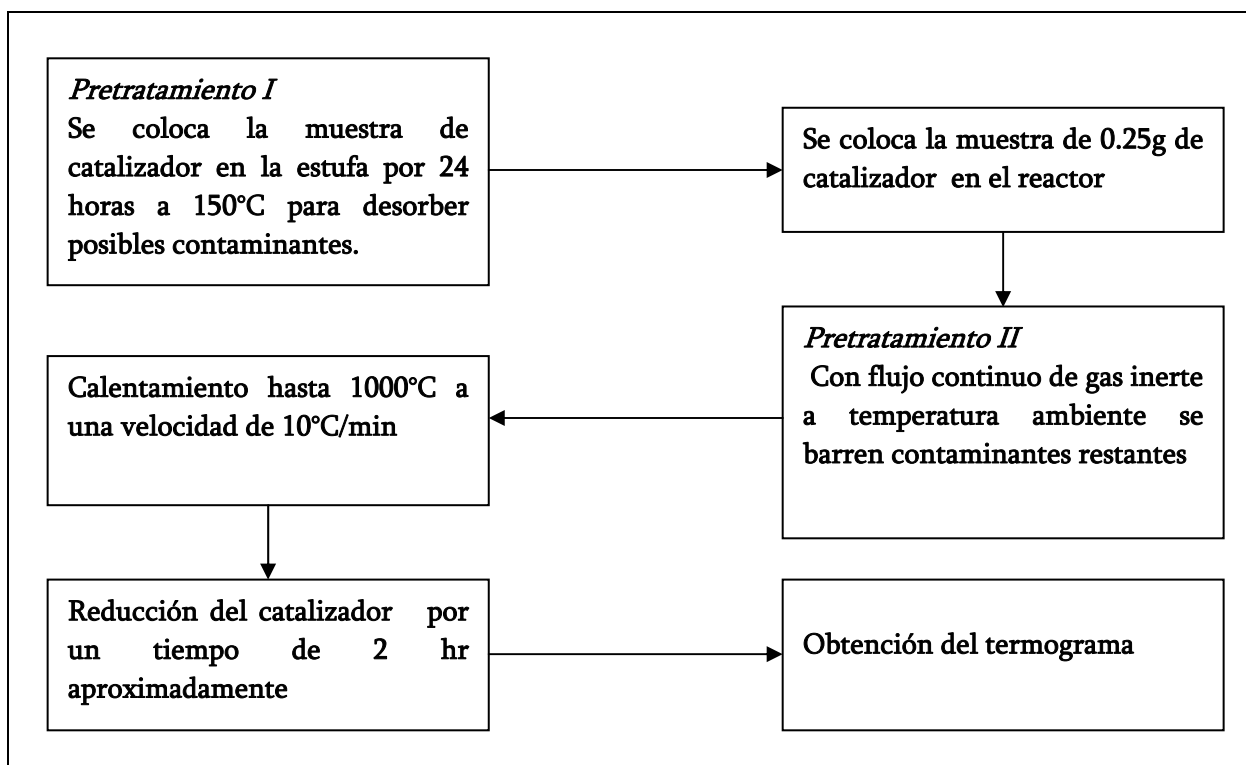 Pretratamiento I
Se coloca la muestra de
catalizador en la estufa por 24
horas a 150°C para desorber
posibles contaminantes.
Se coloca la muestra de 0.25g de
catalizador en el reactor
Pretratamiento II
Con flujo continuo de gas inerte
a temperatura ambiente se
barren contaminantes restantes
Calentamiento hasta 1000°C a
una velocidad de 10°C/min
Reducción del catalizador por
un tiempo de 2 hr
aproximadamente
Obtención del termograma